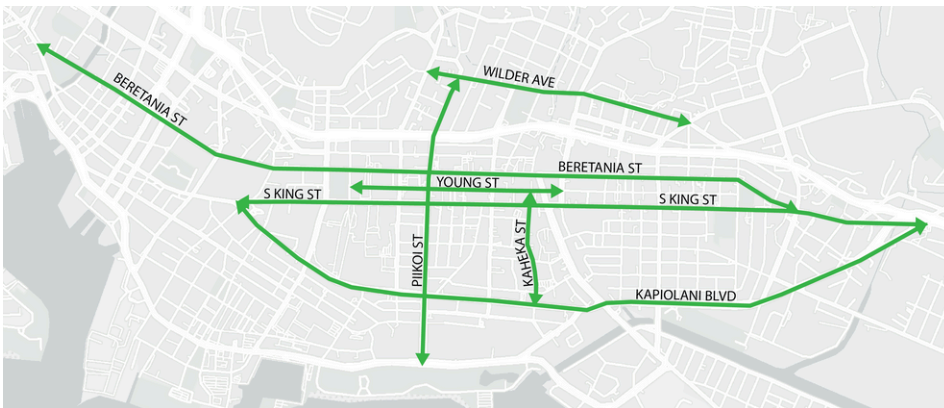 WILDER AVE
BERETANIA ST
BERETANIA ST
YOUNG ST
S KING ST
S KING ST
PIIKOI ST
KAHEKA ST
KAPIOLANI BLVD